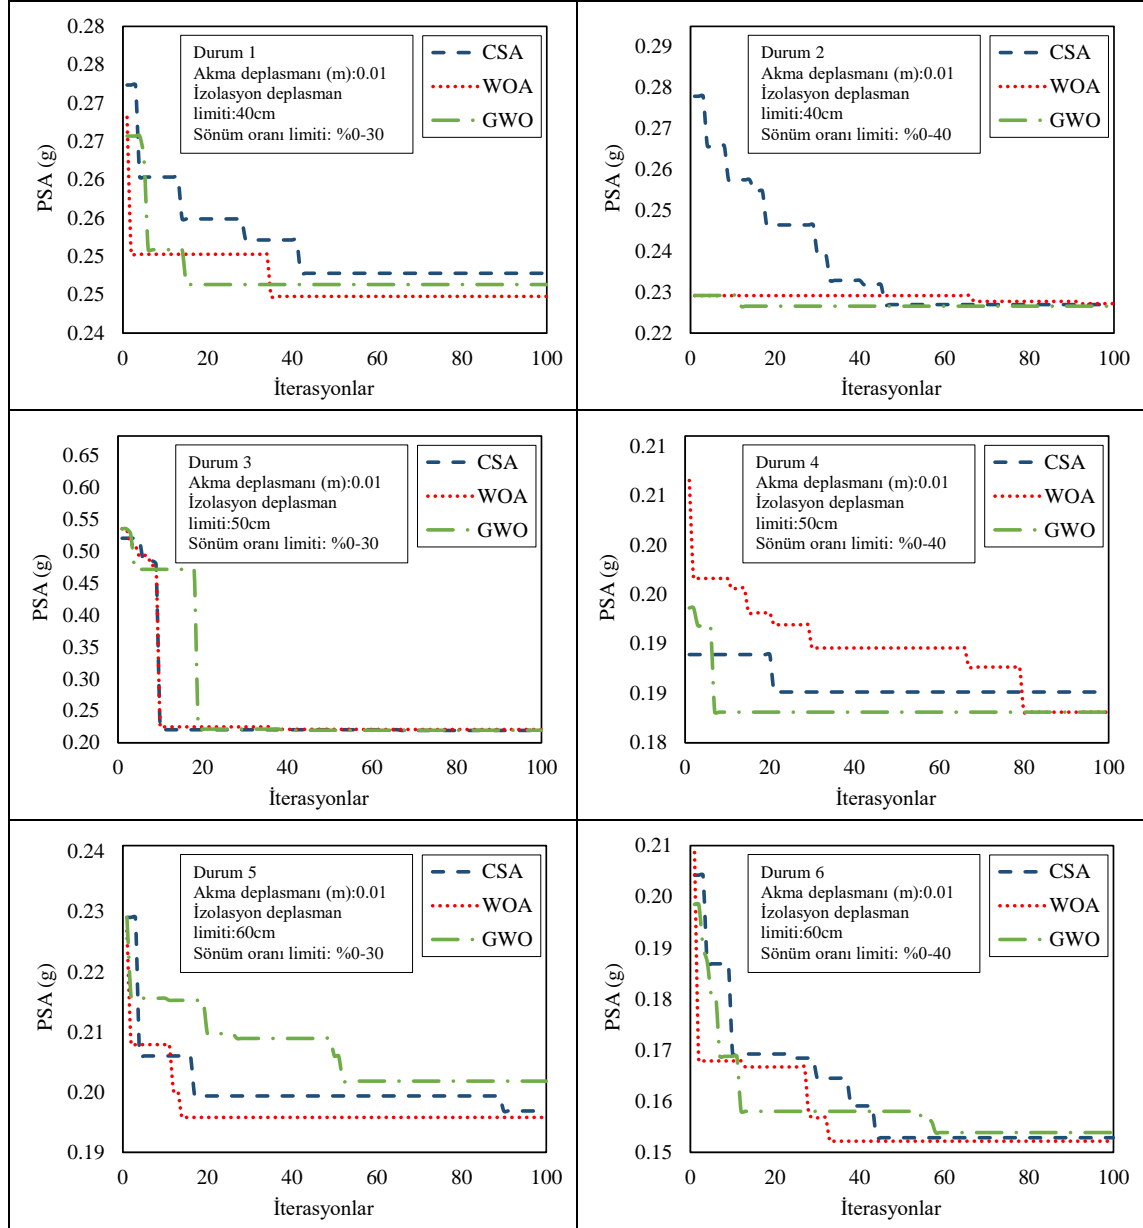 0.28
0.28
0.27
0.27
0.26
0.26
0.25
0.25
0.24
PSA (g)
Durum 1
Akma deplasmanı (m):0.01
İzolasyon deplasman
limiti:40cm
Sönüm oranı limiti: %0-30
CSA
WOA
GWO
0 20 40 60 80 100
İterasyonlar
0.29
0.28
0.27
0.26
0.25
0.24
0.23
0.22
PSA (g)
Durum 2
Akma deplasmanı (m):0.01
İzolasyon deplasman
limiti:40cm
Sönüm oranı limiti: %0-40
CSA
WOA
GWO
0 20 40 60 80 100
İterasyonlar
0.65
0.60
0.55
0.50
0.45
0.40
0.35
0.30
0.25
0.20
PSA (g)
Durum 3
Akma deplasmanı (m):0.01
İzolasyon deplasman
limiti:50cm
Sönüm oranı limiti: %0-30
CSA
WOA
GWO
0 20 40 60 80 100
İterasyonlar
0.21
0.21
0.20
0.20
0.19
0.19
0.18
PSA (g)
Durum 4
Akma deplasmanı (m):0.01
İzolasyon deplasman
limiti:50cm
Sönüm oranı limiti: %0-40
CSA
WOA
GWO
0 20 40 60 80 100
İterasyonlar
0.24
0.23
0.22
0.21
0.20
0.19
PSA (g)
Durum 5
Akma deplasmanı (m):0.01
İzolasyon deplasman
limiti:60cm
Sönüm oranı limiti: %0-30
CSA
WOA
GWO
0 20 40 60 80 100
İterasyonlar
0.21
0.20
0.19
0.18
0.17
0.16
0.15
PSA (g)
Durum 6
Akma deplasmanı (m):0.01
İzolasyon deplasman
limiti:60cm
Sönüm oranı limiti: %0-40
CSA
WOA
GWO
0 20 40 60 80 100
İterasyonlar